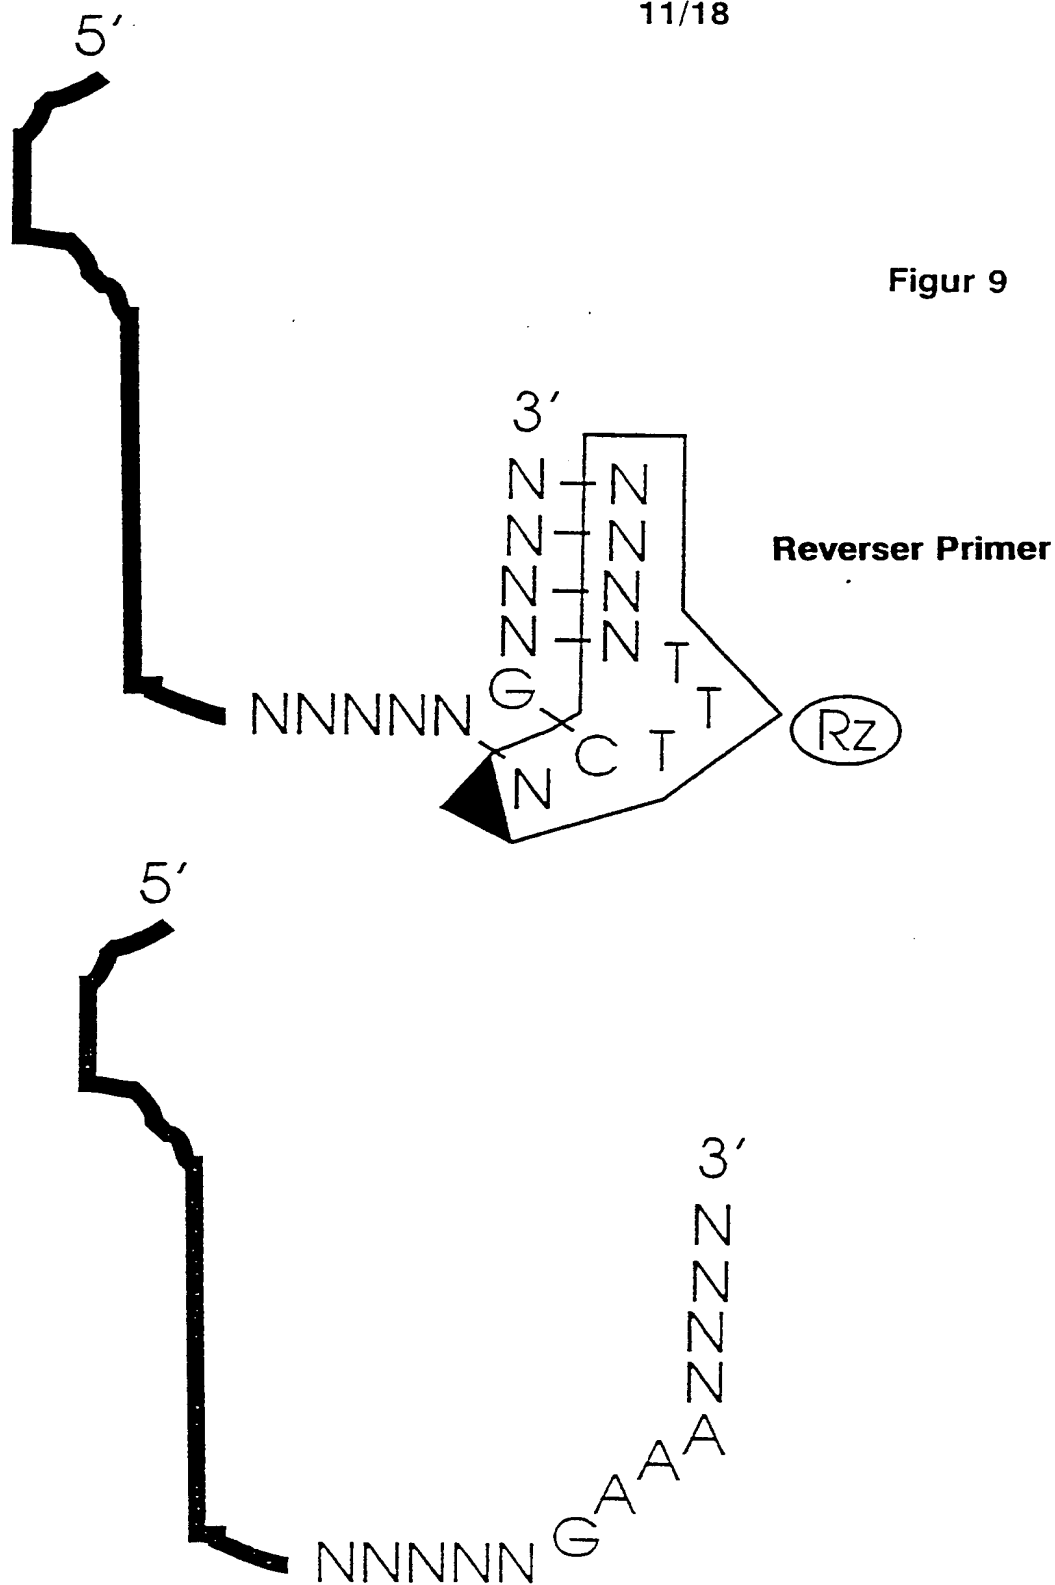 11/18
5′
Figur 9
3′
N N
N N
N N
N N
Reverser Primer
T
G
T
NNNNN
C T
Rz
N
5′
3′
N
N
N
N
A
A
A
G
NNNNN